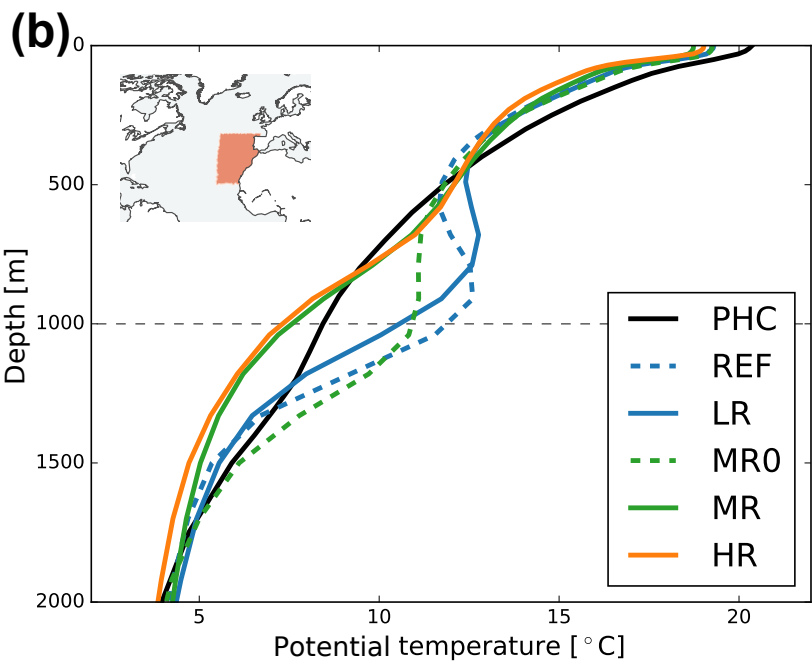 (b)
0
500
1000
1500
2000
Depth [m]
5
10
15
20
Potential temperature [°C]
PHC
REF
LR
MR0
MR
HR